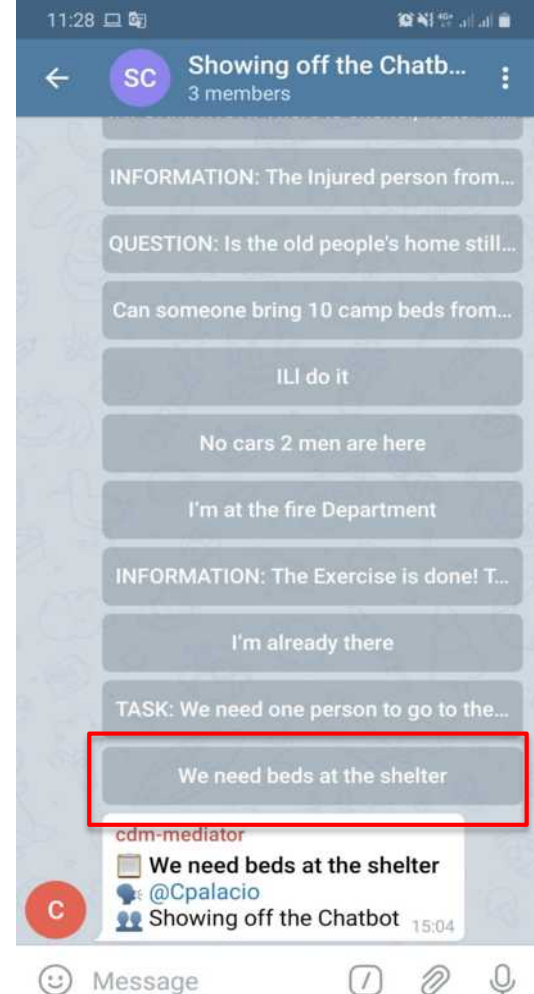 11:28
SC
Showing off the Chatb...
3 members
INFORMATION: The Injured person from...
QUESTION: Is the old people's home still...
Can someone bring 10 camp beds from...
ILl do it
No cars 2 men are here
I'm at the fire Department
INFORMATION: The Exercise is done! T...
I'm already there
TASK: We need one person to go to the...
We need beds at the shelter
cdm-mediator
We need beds at the shelter
@Cpalacio
C
Showing off the Chatbot 15:04
Message